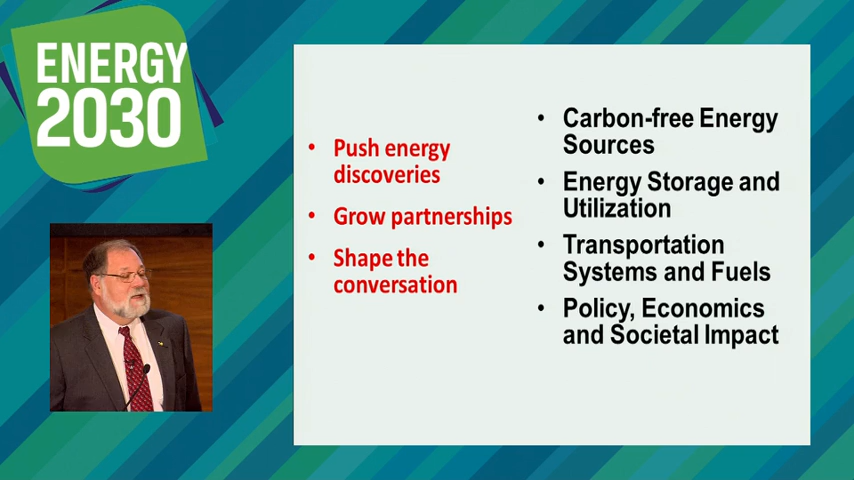 ENERGY
2030
• Push energy
discoveries
• Grow partnerships
• Shape the
conversation
• Carbon-free Energy
Sources
• Energy Storage and
Utilization
• Transportation
Systems and Fuels
• Policy, Economics
and Societal Impact